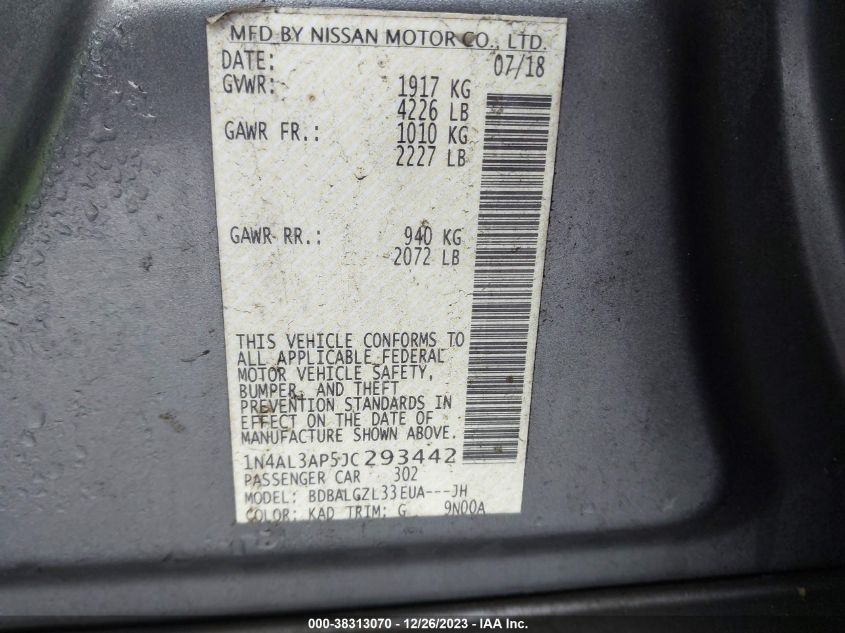 MFD BY NISSAN MOTOR CO., LTD.
DATE: 07/18
GVWR: 1917 KG
4226 LB
GAWR FR.: 1010 KG
2227 LB
GAWR RR.: 940 KG
2072 LB
THIS VEHICLE CONFORMS TO
ALL APPLICABLE FEDERAL
MOTOR VEHICLE SAFETY,
BUMPER, AND THEFT
PREVENTION STANDARDS IN
EFFECT ON THE DATE OF
MANUFACTURE SHOWN ABOVE.
1N4AL3AP5JC293442
PASSENGER CAR 302
MODEL: BDBALGZL33EUA---JH
COLOR: KAD TRIM: G 9N00A
000-38313070 / 12/26/2023 - © IAA Inc.